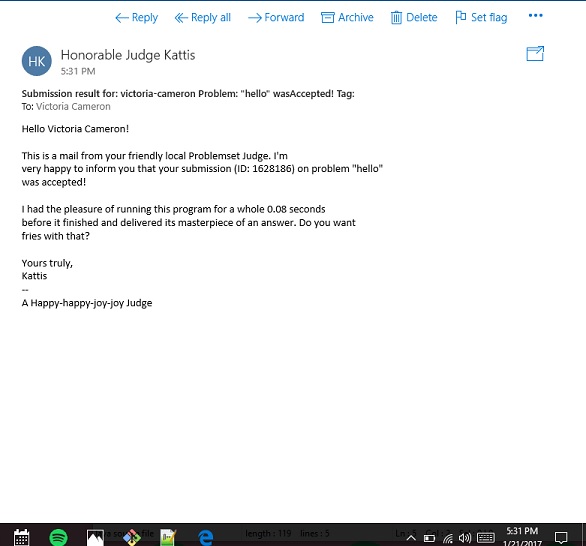 Reply Reply all Forward Archive Delete Set flag
HK
Honorable Judge Kattis
5:31 PM
Submission result for: victoria-cameron Problem: "hello" wasAccepted! Tag:
To: Victoria Cameron
Hello Victoria Cameron!
This is a mail from your friendly local Problemset Judge. I'm
very happy to inform you that your submission (ID: 1628186) on problem "hello"
was accepted!
I had the pleasure of running this program for a whole 0.08 seconds
before it finished and delivered its masterpiece of an answer. Do you want
fries with that?
Yours truly,
Kattis
--
A Happy-happy-joy-joy Judge
file length : 119 lines : 5
5:31 PM
1/21/2017